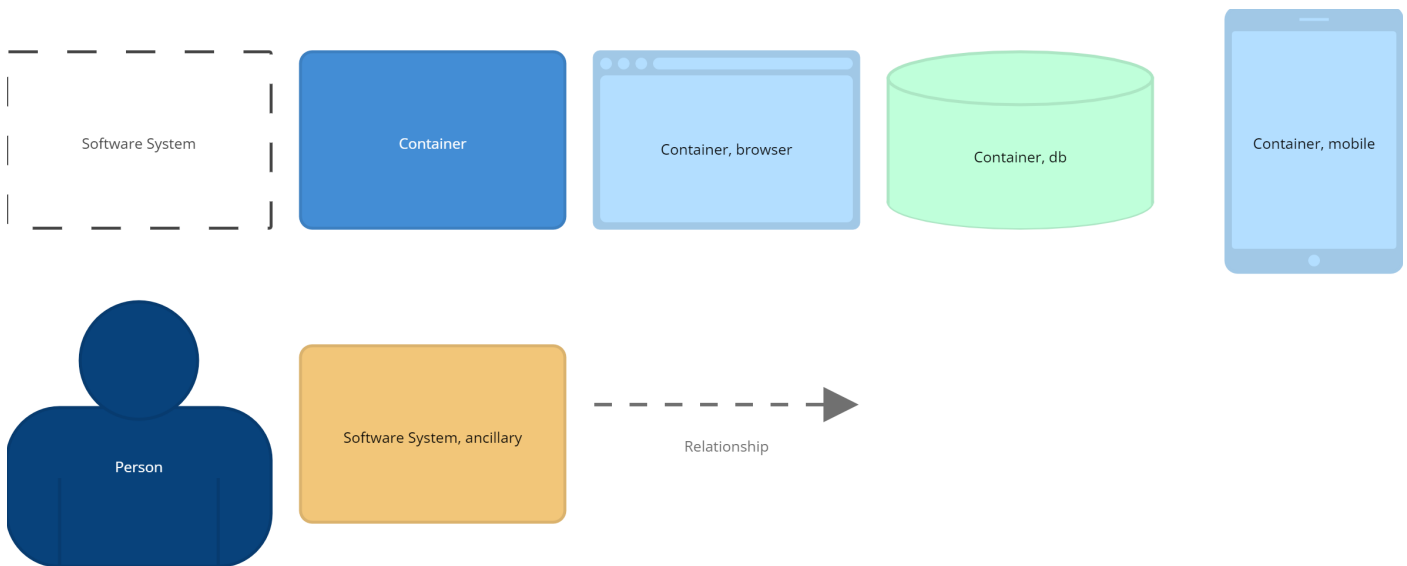 Software System
Container
Container, browser
Container, db
Container, mobile
Person
Software System, ancillary
Relationship